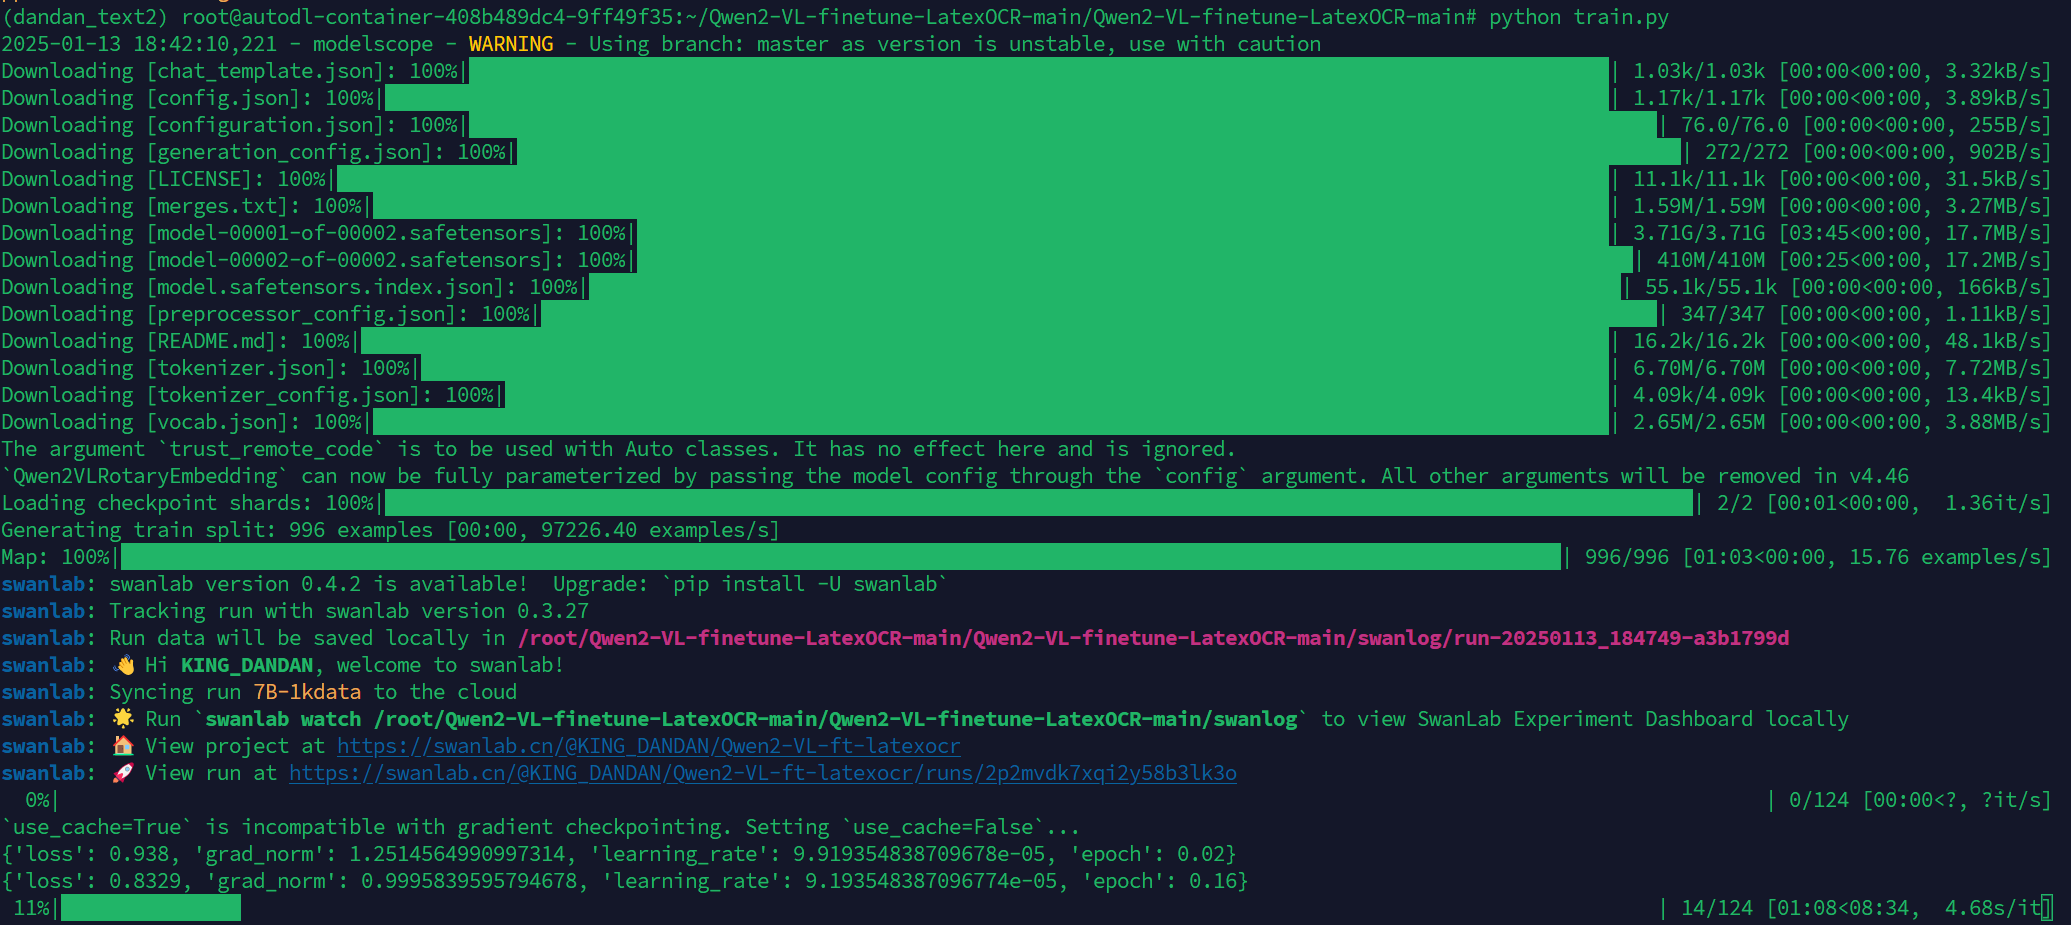 (dandan_text2) root@autodl-container-408b489dc4-9ff49f35:~/Qwen2-VL-finetune-LatexOCR-main/Qwen2-VL-finetune-LatexOCR-main# python train.py
2025-01-13 18:42:10,221 - modelscope - WARNING - Using branch: master as version is unstable, use with caution
Downloading [chat_template.json]: 100%| | 1.03k/1.03k [00:00<00:00, 3.32kB/s]
Downloading [config.json]: 100%| | 1.17k/1.17k [00:00<00:00, 3.89kB/s]
Downloading [configuration.json]: 100%| | 76.0/76.0 [00:00<00:00, 255B/s]
Downloading [generation_config.json]: 100%| | 272/272 [00:00<00:00, 902B/s]
Downloading [LICENSE]: 100%| | 11.1k/11.1k [00:00<00:00, 31.5kB/s]
Downloading [merges.txt]: 100%| | 1.59M/1.59M [00:00<00:00, 3.27MB/s]
Downloading [model-00001-of-00002.safetensors]: 100%| | 3.71G/3.71G [03:45<00:00, 17.7MB/s]
Downloading [model-00002-of-00002.safetensors]: 100%| | 410M/410M [00:25<00:00, 17.2MB/s]
Downloading [model.safetensors.index.json]: 100%| | 55.1k/55.1k [00:00<00:00, 166kB/s]
Downloading [preprocessor_config.json]: 100%| | 347/347 [00:00<00:00, 1.11kB/s]
Downloading [README.md]: 100%| | 16.2k/16.2k [00:00<00:00, 48.1kB/s]
Downloading [tokenizer.json]: 100%| | 6.70M/6.70M [00:00<00:00, 7.72MB/s]
Downloading [tokenizer_config.json]: 100%| | 4.09k/4.09k [00:00<00:00, 13.4kB/s]
Downloading [vocab.json]: 100%| | 2.65M/2.65M [00:00<00:00, 3.88MB/s]
The argument `trust_remote_code` is to be used with Auto classes. It has no effect here and is ignored.
`Qwen2VLRotaryEmbedding` can now be fully parameterized by passing the model config through the `config` argument. All other arguments will be removed in v4.46
Loading checkpoint shards: 100%| | 2/2 [00:01<00:00, 1.36it/s]
Generating train split: 996 examples [00:00, 97226.40 examples/s]
Map: 100%| | 996/996 [01:03<00:00, 15.76 examples/s]
swanlab: swanlab version 0.4.2 is available!  Upgrade: `pip install -U swanlab`
swanlab: Tracking run with swanlab version 0.3.27
swanlab: Run data will be saved locally in /root/Qwen2-VL-finetune-LatexOCR-main/Qwen2-VL-finetune-LatexOCR-main/swanlog/run-20250113_184749-a3b1799d
swanlab: 👋 Hi KING_DANDAN, welcome to swanlab!
swanlab: Syncing run 7B-1kdata to the cloud
swanlab: 🌟 Run `swanlab watch /root/Qwen2-VL-finetune-LatexOCR-main/Qwen2-VL-finetune-LatexOCR-main/swanlog` to view SwanLab Experiment Dashboard locally
swanlab: 🏠 View project at https://swanlab.cn/@KING_DANDAN/Qwen2-VL-ft-latexocr
swanlab: 🚀 View run at https://swanlab.cn/@KING_DANDAN/Qwen2-VL-ft-latexocr/runs/2p2mvdk7xqi2y58b3lk3o
0%| | 0/124 [00:00<?, ?it/s]
`use_cache=True` is incompatible with gradient checkpointing. Setting `use_cache=False`...
{'loss': 0.938, 'grad_norm': 1.2514564990997314, 'learning_rate': 9.919354838709678e-05, 'epoch': 0.02}
{'loss': 0.8329, 'grad_norm': 0.9995839595794678, 'learning_rate': 9.193548387096774e-05, 'epoch': 0.16}
11%| | 14/124 [01:08<08:34, 4.68s/it]